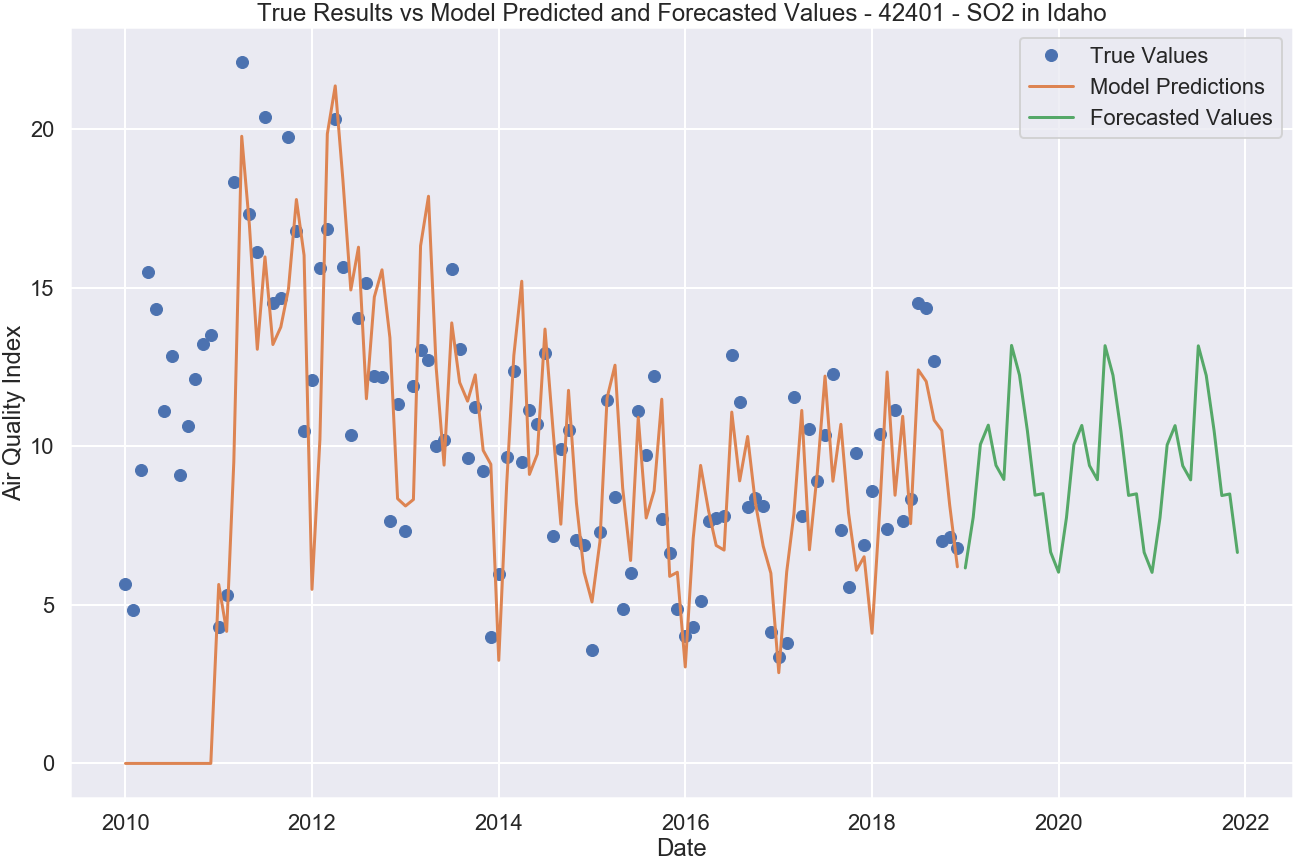 True Results vs Model Predicted and Forecasted Values - 42401 - SO2 in Idaho
True Values
Model Predictions
Forecasted Values
Air Quality Index
20
15
10
5
0
2010 2012 2014 2016 2018 2020 2022
Date